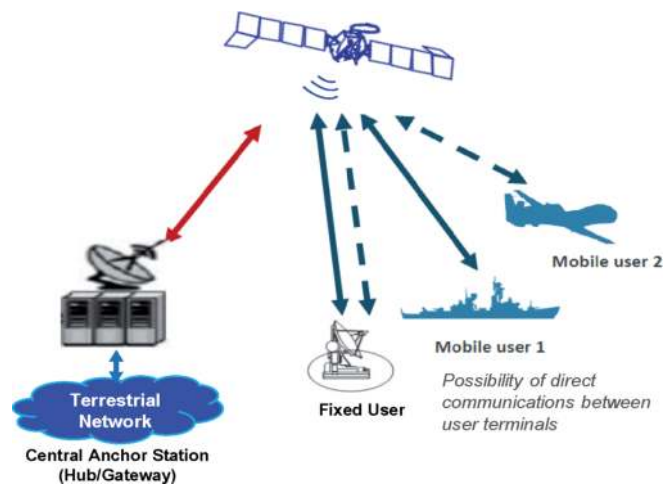 Mobile user 2
Mobile user 1
Fixed User
Possibility of direct
communications between
user terminals
Terrestrial
Network
Central Anchor Station
(Hub/Gateway)